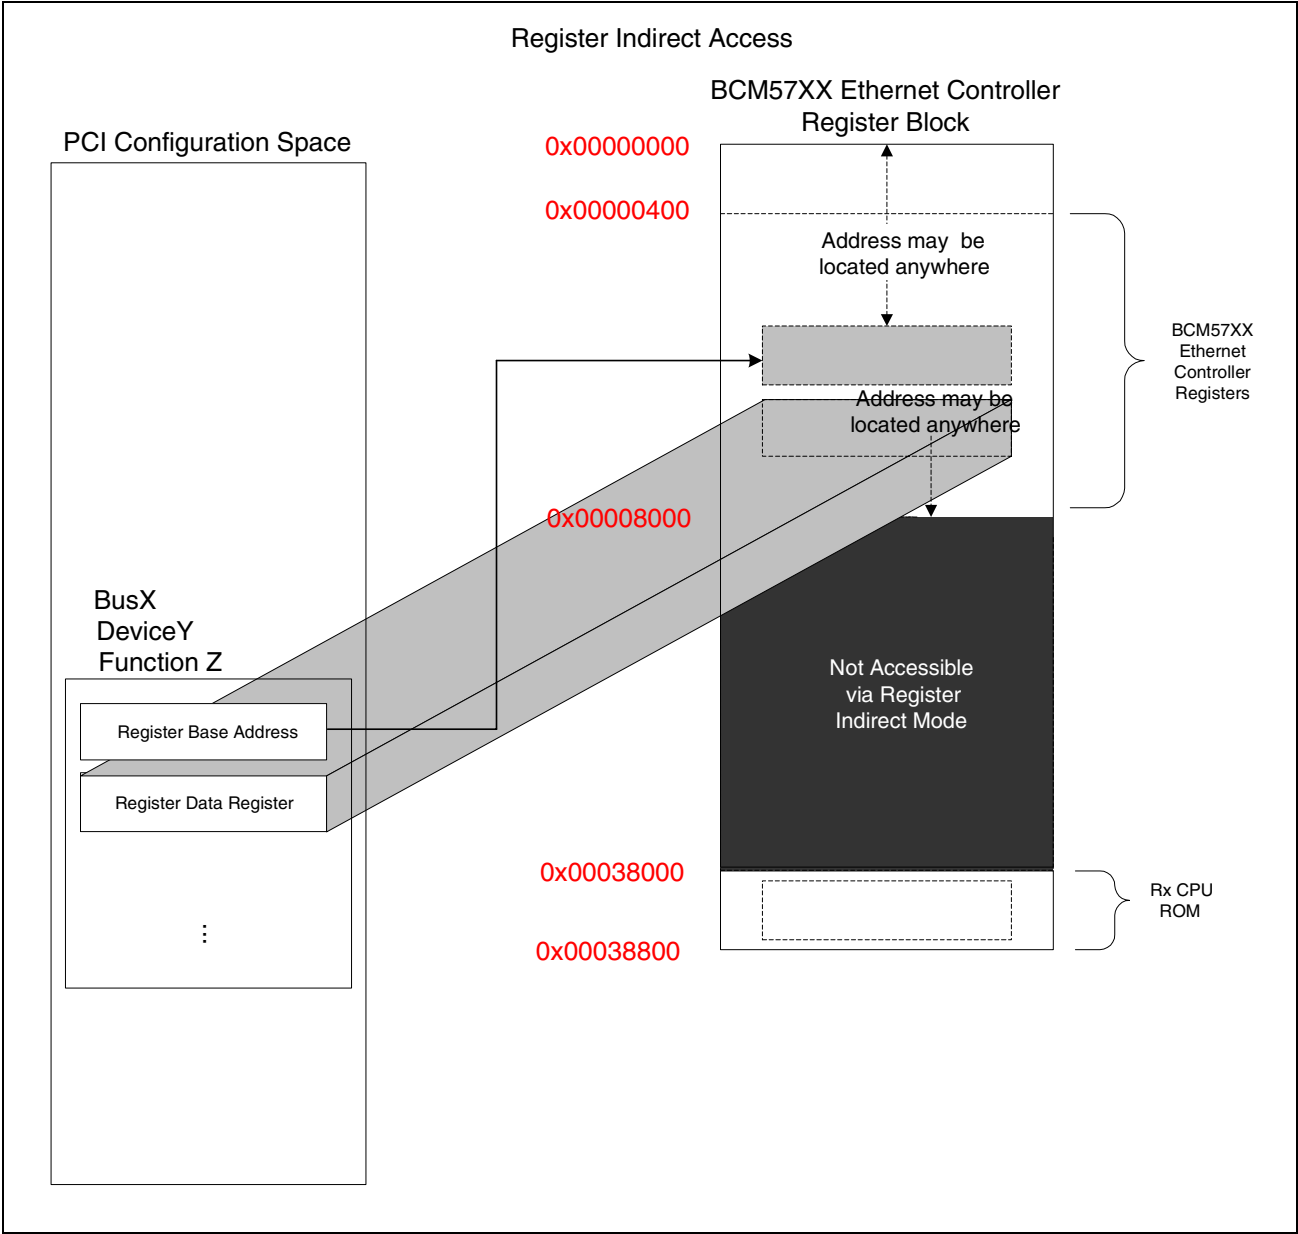 Register Indirect Access
BCM57XX Ethernet Controller
Register Block
PCI Configuration Space
0x00000000
0x00000400
Address may be
located anywhere
BCM57XX
Ethernet
Controller
Registers
Address may be
located anywhere
0x00008000
BusX
DeviceY
Function Z
Not Accessible
via Register
Indirect Mode
Register Base Address
Register Data Register
0x00038000
Rx CPU
ROM
...
0x00038800